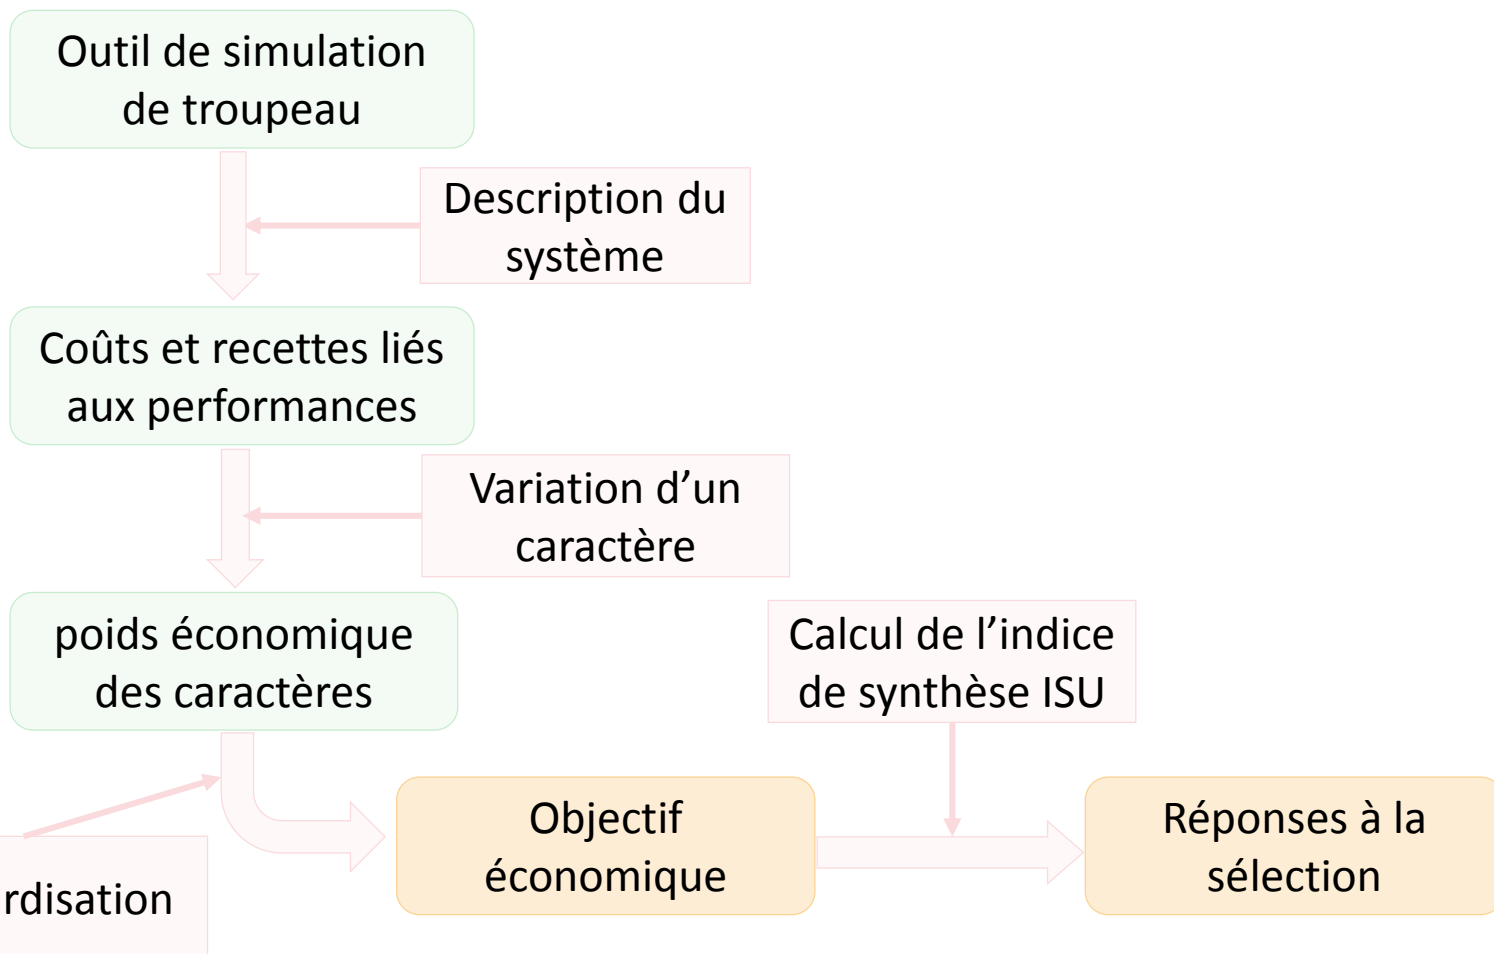 Outil de simulation
de troupeau
Description du
système
Coûts et recettes liés
aux performances
Variation d’un
caractère
poids économique
des caractères
Calcul de l’indice
de synthèse ISU
Objectif
économique
Réponses à la
sélection
rdisation